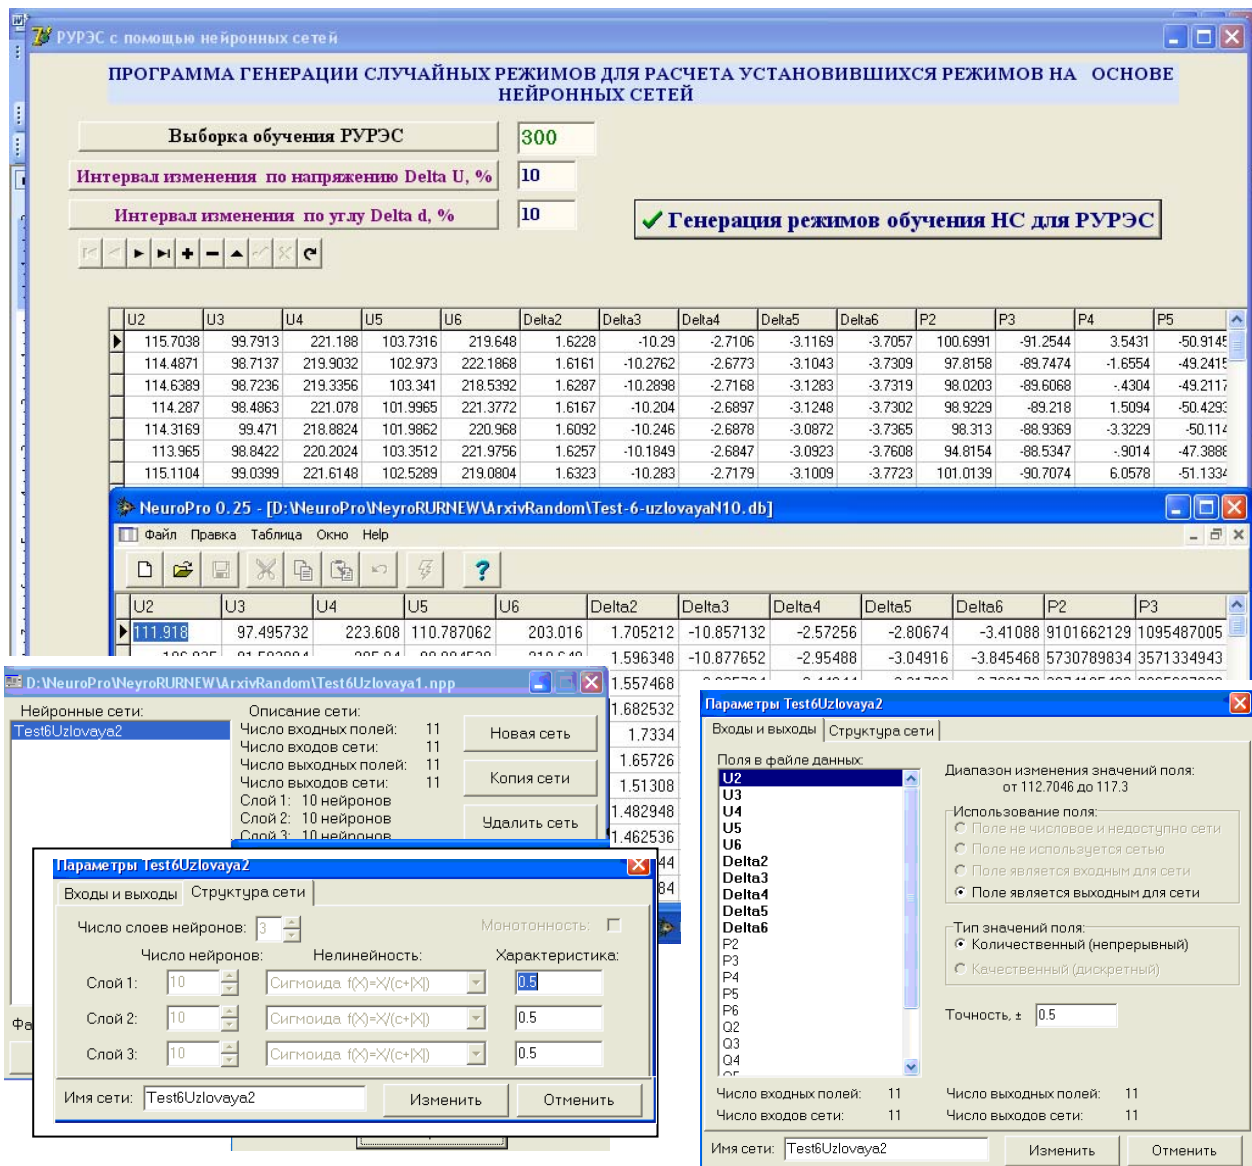 РУРЭС с помощью нейронных сетей
ПРОГРАММА ГЕНЕРАЦИИ СЛУЧАЙНЫХ РЕЖИМОВ ДЛЯ РАСЧЕТА УСТАНОВИВШИХСЯ РЕЖИМОВ НА ОСНОВЕ
НЕЙРОННЫХ СЕТЕЙ
Выборка обучения РУРЭС 300
Интервал изменения по напряжению Delta U, % 10
Интервал изменения по углу Delta d, % 10
Генерация режимов обучения НС для РУРЭС
U2 U3 U4 U5 U6 Delta2 Delta3 Delta4 Delta5 Delta6 P2 P3 P4 P5
115.7038 99.7913 221.188 103.7316 219.648 1.6228 -10.29 -2.7106 -3.1169 -3.7057 100.6991 -91.2544 3.5431 -50.9145
114.4871 98.7137 219.9032 102.973 222.1868 1.6161 -10.2762 -2.6773 -3.1043 -3.7309 97.8158 -89.7474 -1.6554 -49.2415
114.6389 98.7236 219.3356 103.341 218.5392 1.6287 -10.2898 -2.7168 -3.1283 -3.7319 98.0203 -89.6068 -.4304 -49.2117
114.287 98.4863 221.078 101.9965 221.3772 1.6167 -10.204 -2.6897 -3.1248 -3.7302 98.9229 -89.218 1.5094 -50.4293
114.3169 99.471 218.8824 101.9862 220.968 1.6092 -10.246 -2.6878 -3.0872 -3.7365 98.313 -88.9369 -3.3229 -50.114
113.965 98.8422 220.2024 103.3512 221.9756 1.6257 -10.1849 -2.6847 -3.0923 -3.7608 94.8154 -88.5347 -.9014 -47.3886
115.1104 99.0399 221.6148 102.5289 219.0804 1.6323 -10.283 -2.7179 -3.1009 -3.7723 101.0139 -90.7074 6.0578 -51.1334
NeuroPro 0.25 - [D:\NeuroPro\NeyroRURNEW\ArxivRandom\Test-6-uzlovayaN10.db]
Файл Правка Таблица Окно Help
U2 U3 U4 U5 U6 Delta2 Delta3 Delta4 Delta5 Delta6 P2 P3
111.918 97.495732 223.608 110.787062 203.016 1.705212 -10.857132 -2.57256 -2.80674 -3.41088 9101662129 1095487005
1.596348 -10.877652 -2.95488 -3.04916 -3.845468 5730789834 3571334943
1.557468
1.682532
1.7334
1.65726
1.51308
1.482948
1.462536
44
84
D:\NeuroPro\NeyroRURNEW\ArxivRandom\Test6Uzlovaya1.npp
Нейронные сети:
Test6Uzlovaya2
Описание сети:
Число входных полей: 11
Число входов сети: 11
Число выходных полей: 11
Число выходов сети: 11
Слой 1: 10 нейронов
Слой 2: 10 нейронов
Слой 3: 10 нейронов
Новая сеть
Копия сети
Удалить сеть
Фа
Параметры Test6Uzlovaya2
Входы и выходы Структура сети
Число слоев нейронов: 3 Монотонность:
Число нейронов: Нелинейность: Характеристика:
Слой 1: 10 Сигмоида f(X)=X/(c+|X|) 0.5
Слой 2: 10 Сигмоида f(X)=X/(c+|X|) 0.5
Слой 3: 10 Сигмоида f(X)=X/(c+|X|) 0.5
Имя сети: Test6Uzlovaya2 Изменить Отменить
Параметры Test6Uzlovaya2
Входы и выходы Структура сети
Поля в файле данных:
U2
U3
U4
U5
U6
Delta2
Delta3
Delta4
Delta5
Delta6
P2
P3
P4
P5
P6
Q2
Q3
Q4
Диапазон изменения значений поля:
от 112.7046 до 117.3
Использование поля:
Поле не числовое и недоступно сети
Поле не используется сетью
Поле является входным для сети
Поле является выходным для сети
Тип значений поля:
Количественный (непрерывный)
Качественный (дискретный)
Точность, ± 0.5
Число входных полей: 11 Число выходных полей: 11
Число входов сети: 11 Число выходов сети: 11
Имя сети: Test6Uzlovaya2 Изменить Отменить